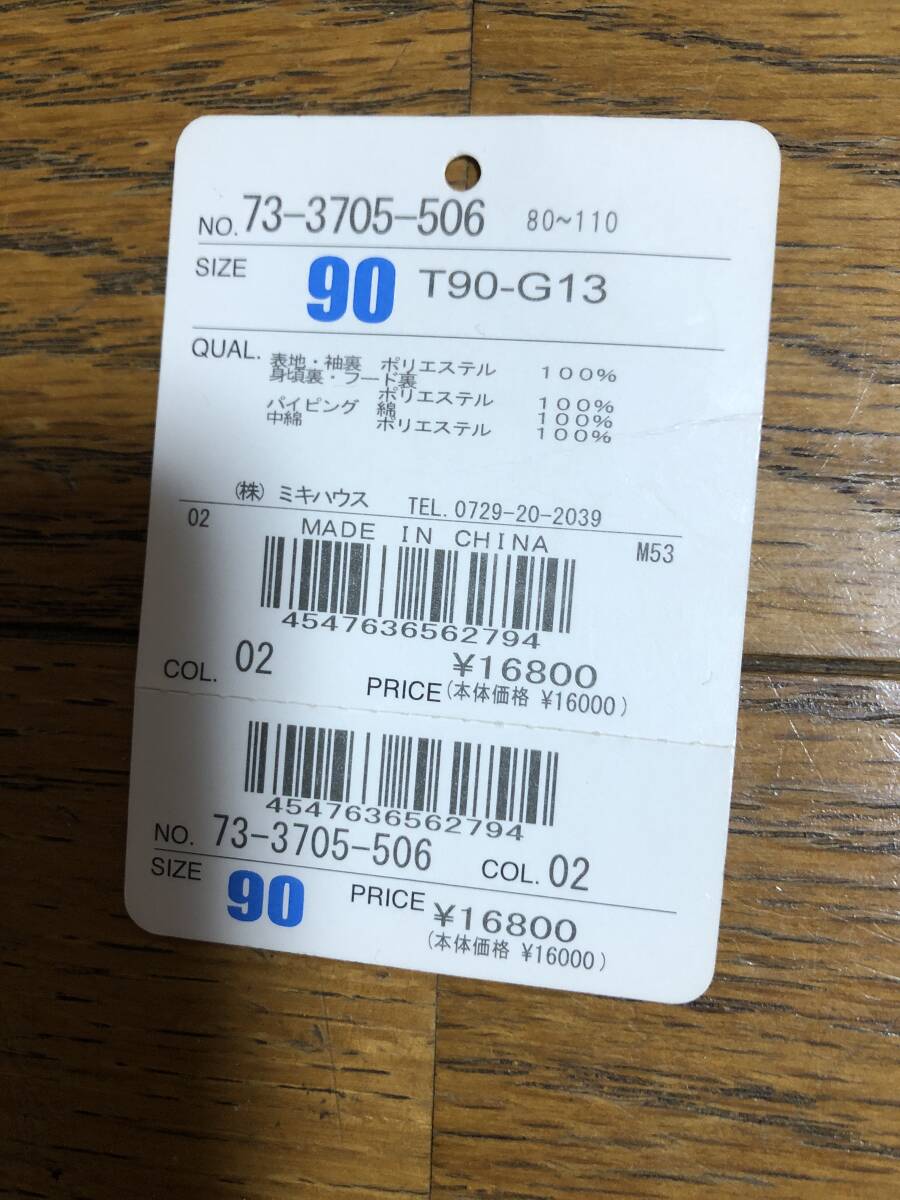 NO. 73-3705-506 80~110
SIZE 90 T90-G13
QUAL. 表地・袖裏 ポリエステル 100%
身頃裏・フード裏
ポリエステル 100%
パイピング 綿 100%
中綿 ポリエステル 100%
(株) ミキハウス TEL. 0729-20-2039
02 MADE IN CHINA M53
4547636562794
COL. 02 ¥16800
PRICE (本体価格 ¥16000)
4547636562794
NO. 73-3705-506 COL. 02
SIZE 90 PRICE ¥16800
(本体価格 ¥16000)